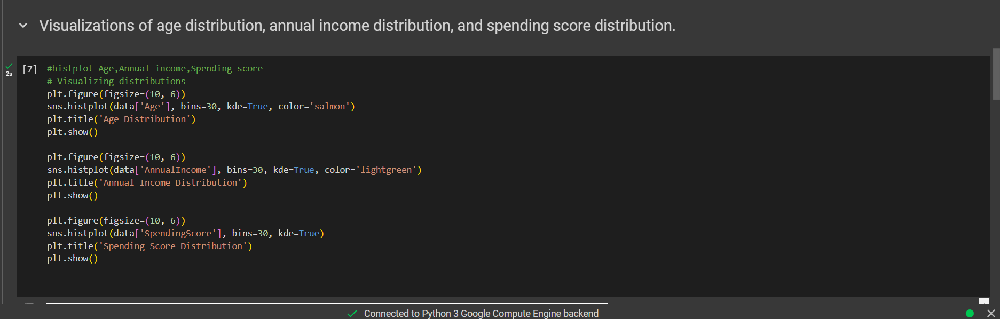 Visualizations of age distribution, annual income distribution, and spending score distribution.
2s
[7] #histplot-Age,Annual income,Spending score
# Visualizing distributions
plt.figure(figsize=(10, 6))
sns.histplot(data['Age'], bins=30, kde=True, color='salmon')
plt.title('Age Distribution')
plt.show()

plt.figure(figsize=(10, 6))
sns.histplot(data['AnnualIncome'], bins=30, kde=True, color='lightgreen')
plt.title('Annual Income Distribution')
plt.show()

plt.figure(figsize=(10, 6))
sns.histplot(data['SpendingScore'], bins=30, kde=True)
plt.title('Spending Score Distribution')
plt.show()
Connected to Python 3 Google Compute Engine backend